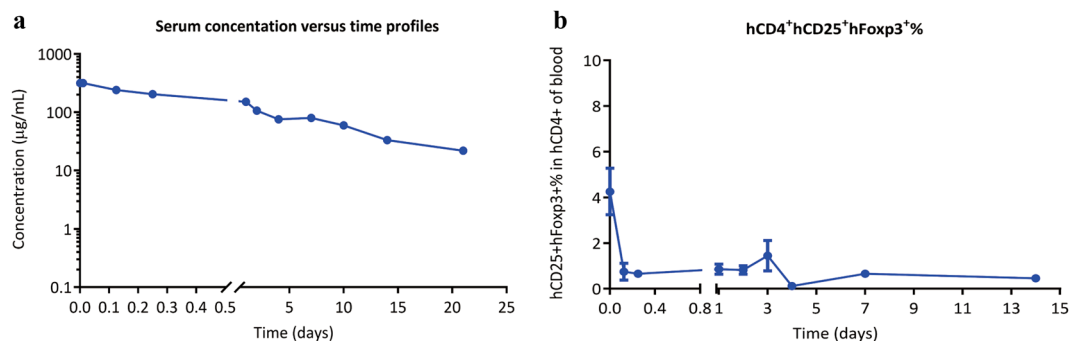 a
Serum concentration versus time profiles
Concentration (µg/mL)
1000
100
10
1
0.1
0.0 0.1 0.2 0.3 0.4 0.5 5 10 15 20 25
Time (days)
b
hCD4⁺hCD25⁺hFoxp3⁺%
hCD25+hFoxp3+% in hCD4+ of blood
10
8
6
4
2
0
0.0 0.4 0.8 1 3 5 7 9 11 13 15
Time (days)